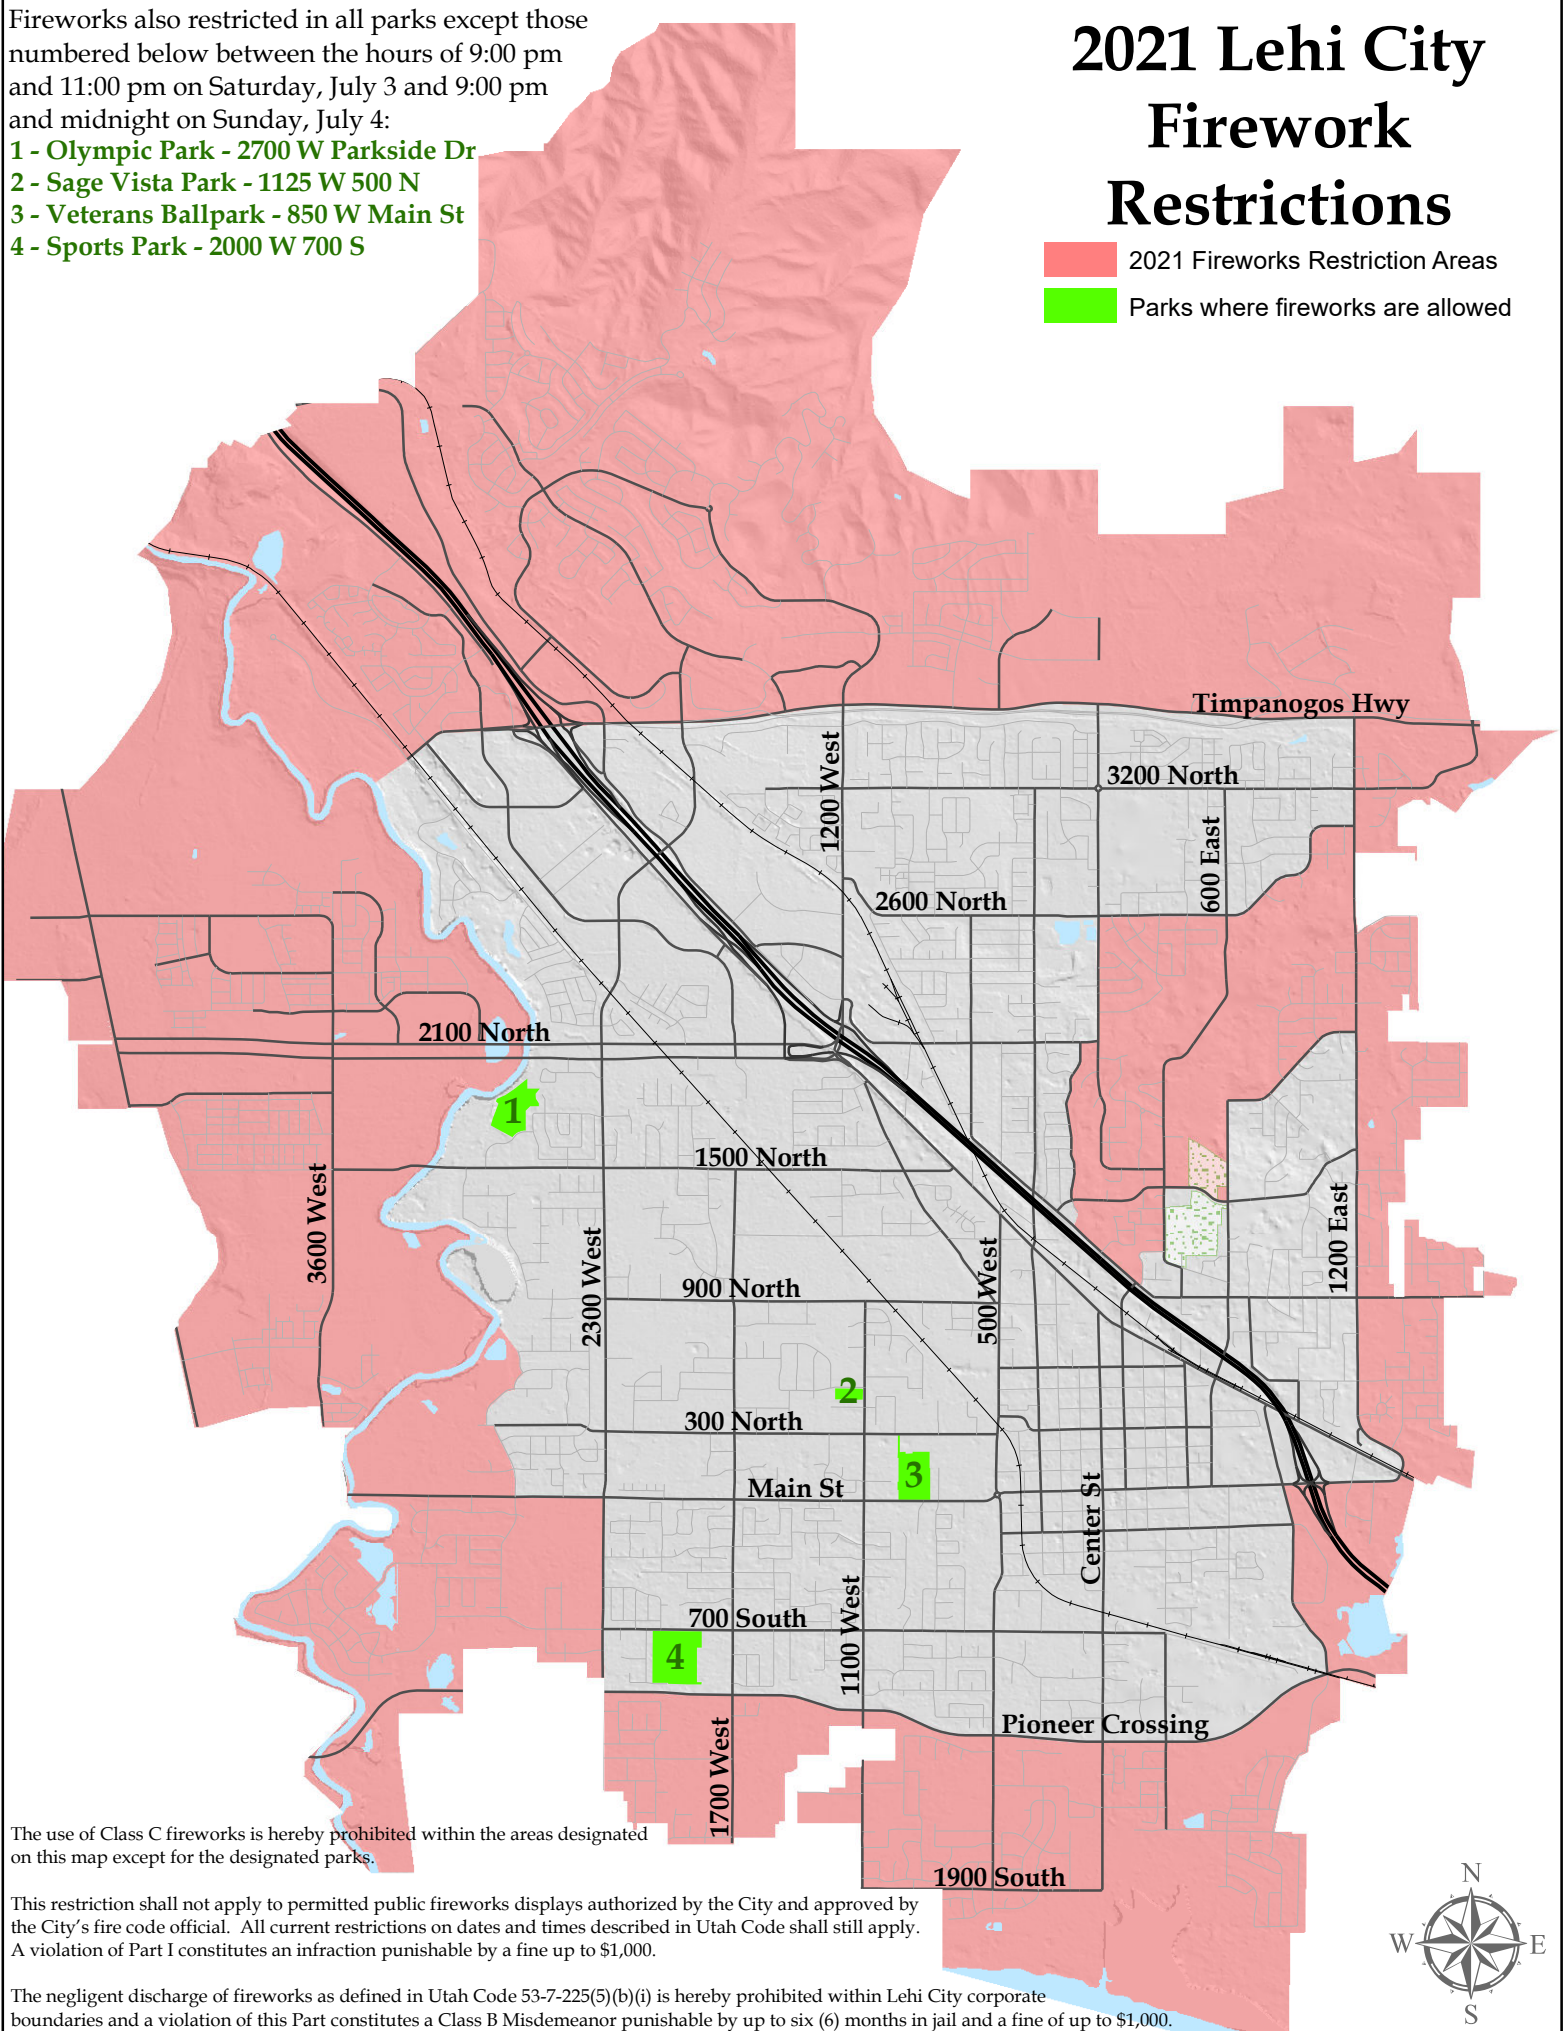 Fireworks also restricted in all parks except those
numbered below between the hours of 9:00 pm
and 11:00 pm on Saturday, July 3 and 9:00 pm
and midnight on Sunday, July 4:
1 - Olympic Park - 2700 W Parkside Dr
2 - Sage Vista Park - 1125 W 500 N
3 - Veterans Ballpark - 850 W Main St
4 - Sports Park - 2000 W 700 S
2021 Lehi City
Firework
Restrictions
2021 Fireworks Restriction Areas
Parks where fireworks are allowed
Timpanogos Hwy
1200 West
3200 North
600 East
2600 North
2100 North
1
1500 North
3600 West
1200 East
2300 West
500 West
900 North
2
300 North
3
Main St
Center St
1100 West
700 South
4
Pioneer Crossing
1700 West
1900 South
The use of Class C fireworks is hereby prohibited within the areas designated
on this map except for the designated parks.
This restriction shall not apply to permitted public fireworks displays authorized by the City and approved by
the City's fire code official.  All current restrictions on dates and times described in Utah Code shall still apply.
A violation of Part I constitutes an infraction punishable by a fine up to $1,000.
The negligent discharge of fireworks as defined in Utah Code 53-7-225(5)(b)(i) is hereby prohibited within Lehi City corporate
boundaries and a violation of this Part constitutes a Class B Misdemeanor punishable by up to six (6) months in jail and a fine of up to $1,000.
N
W E
S